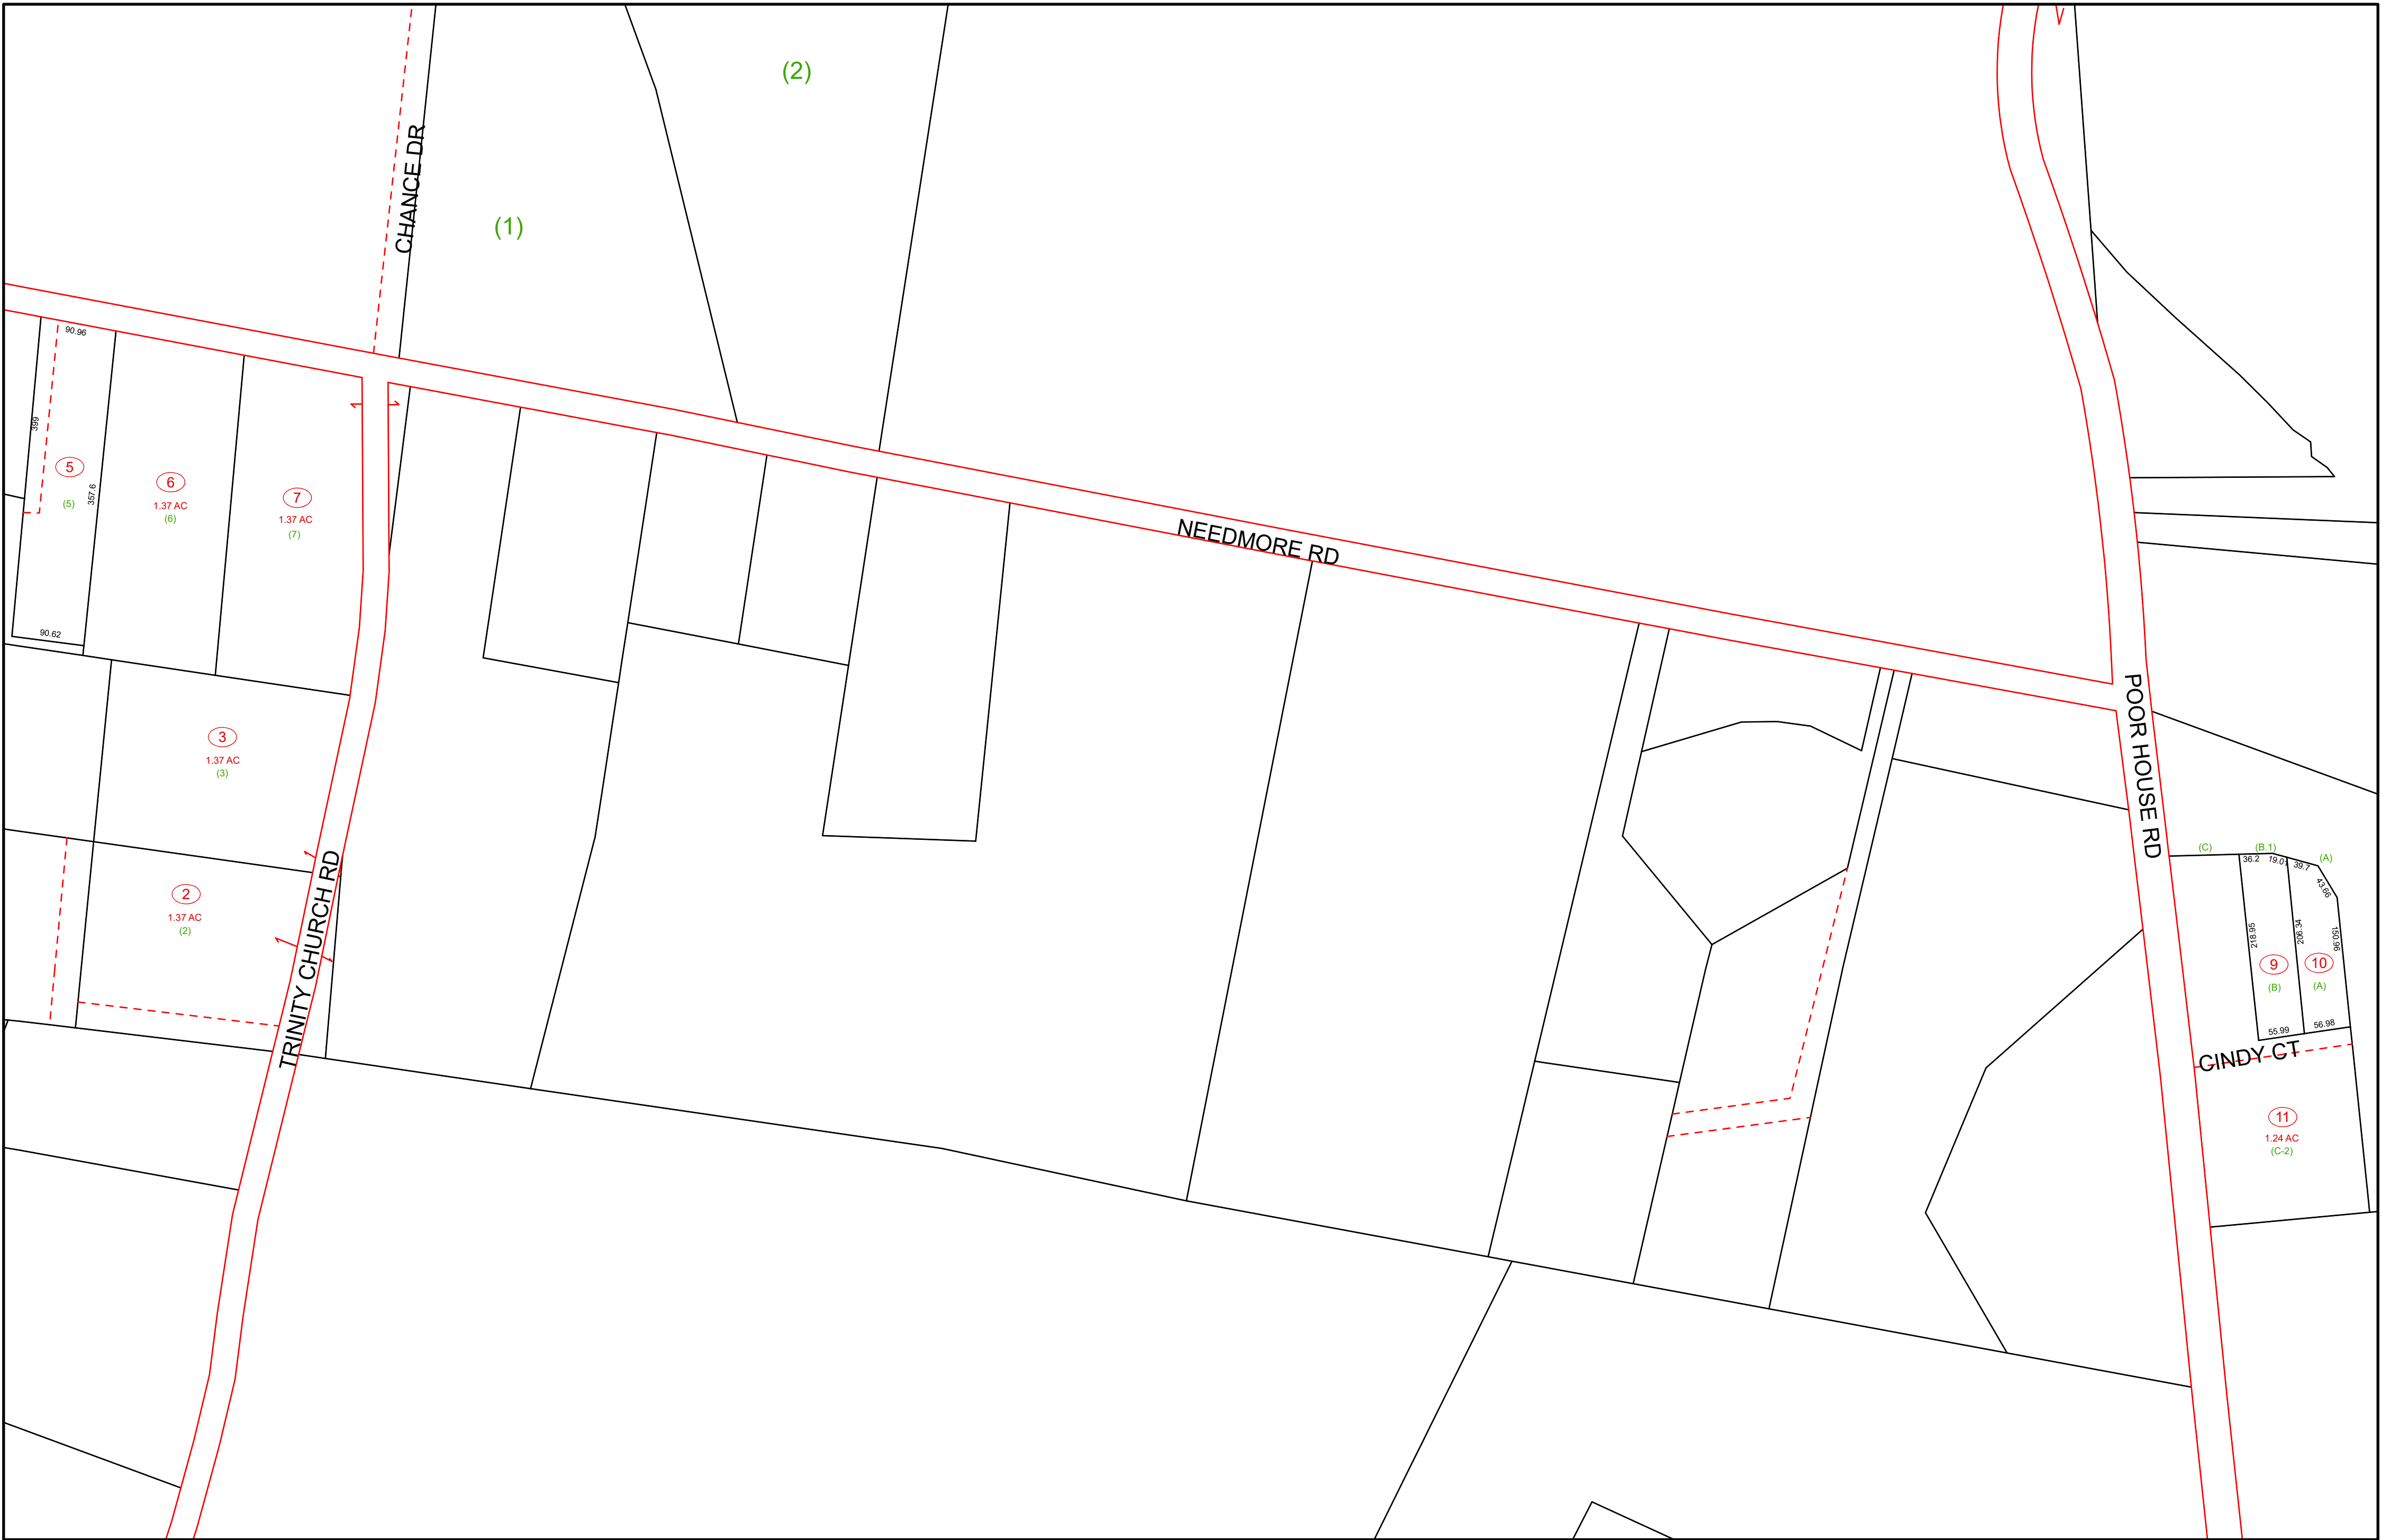 (2)
CHANCE DR
(1)
90.96
399
5
(5)
357.6
6
1.37 AC
(6)
7
1.37 AC
(7)
90.62
NEEDMORE RD
3
1.37 AC
(3)
2
1.37 AC
(2)
TRINITY CHURCH RD
POOR HOUSE RD
(C)
(B.1)
(A)
36.2
19.01
39.7
43.66
218.95
206.34
150.96
9
(B)
10
(A)
55.99
56.98
CINDY CT
11
1.24 AC
(C-2)